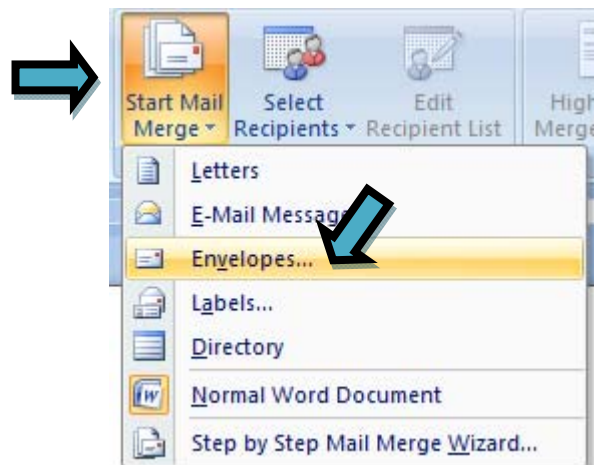 Start Mail Select Edit High
Merge Recipients Recipient List Merge
Letters
E-Mail Messag
Envelopes...
Labels...
Directory
Normal Word Document
Step by Step Mail Merge Wizard...